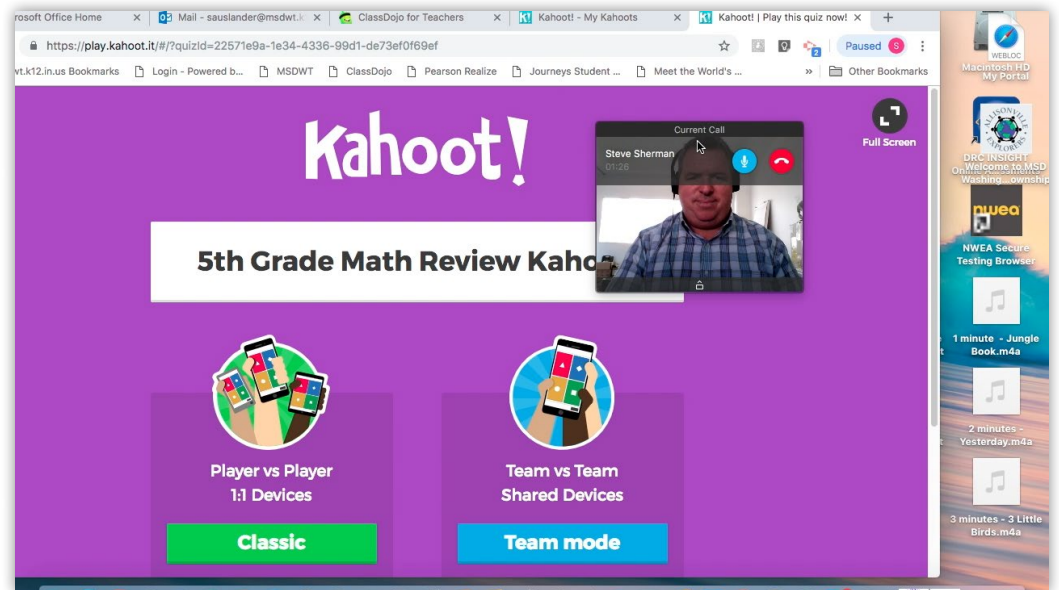 rosoft Office Home
Mail - sauslander@msdwt.k
ClassDojo for Teachers
Kahoot! - My Kahoots
Kahoot! | Play this quiz now!
https://play.kahoot.it/#/?quizId=22571e9a-1e34-4336-99d1-de73ef0f69ef
2
Paused
S
vt.k12.in.us Bookmarks
Login - Powered b...
MSDWT
ClassDojo
Pearson Realize
Journeys Student ...
Meet the World's ...
»
Other Bookmarks
Kahoot!
Current Call
Steve Sherman
01:26
Full Screen
5th Grade Math Review Kaho
Player vs Player
1:1 Devices
Classic
Team vs Team
Shared Devices
Team mode
WEBLOC
Macintosh HD
My Portal
ALLISONVILLE
EXPLORERS
DRC INSIGHT
Welcome to MSD
nwea
NWEA Secure
Testing Browser
1 minute - Jungle
Book.m4a
2 minutes -
Yesterday.m4a
3 minutes - 3 Little
Birds.m4a